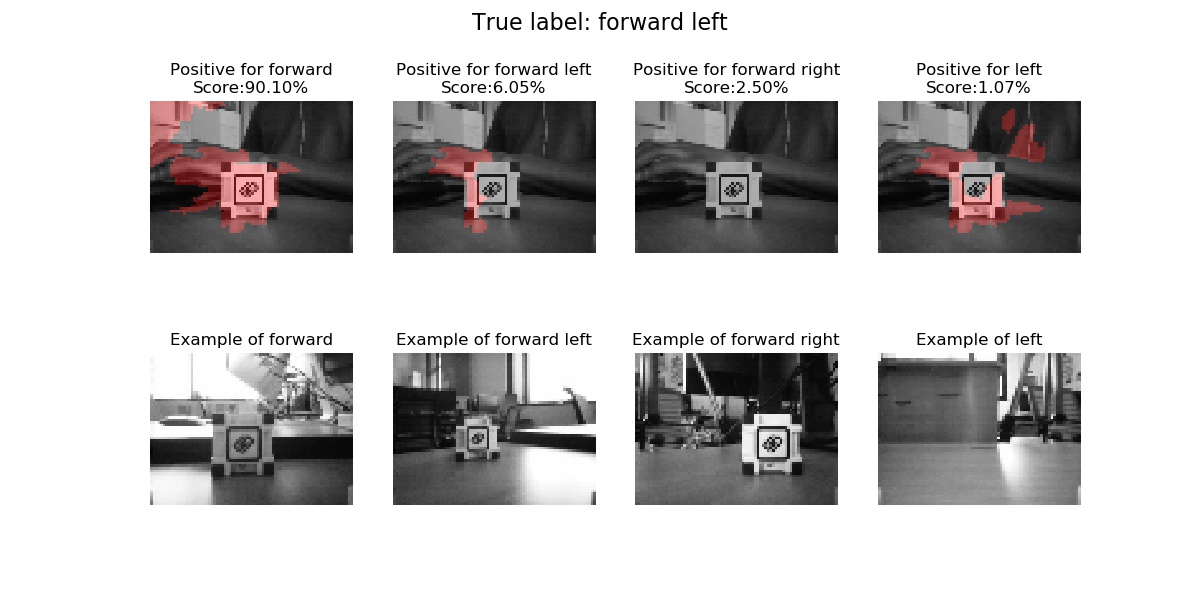 True label: forward left
Positive for forward
Score:90.10%
Positive for forward left
Score:6.05%
Positive for forward right
Score:2.50%
Positive for left
Score:1.07%
Example of forward
Example of forward left
Example of forward right
Example of left